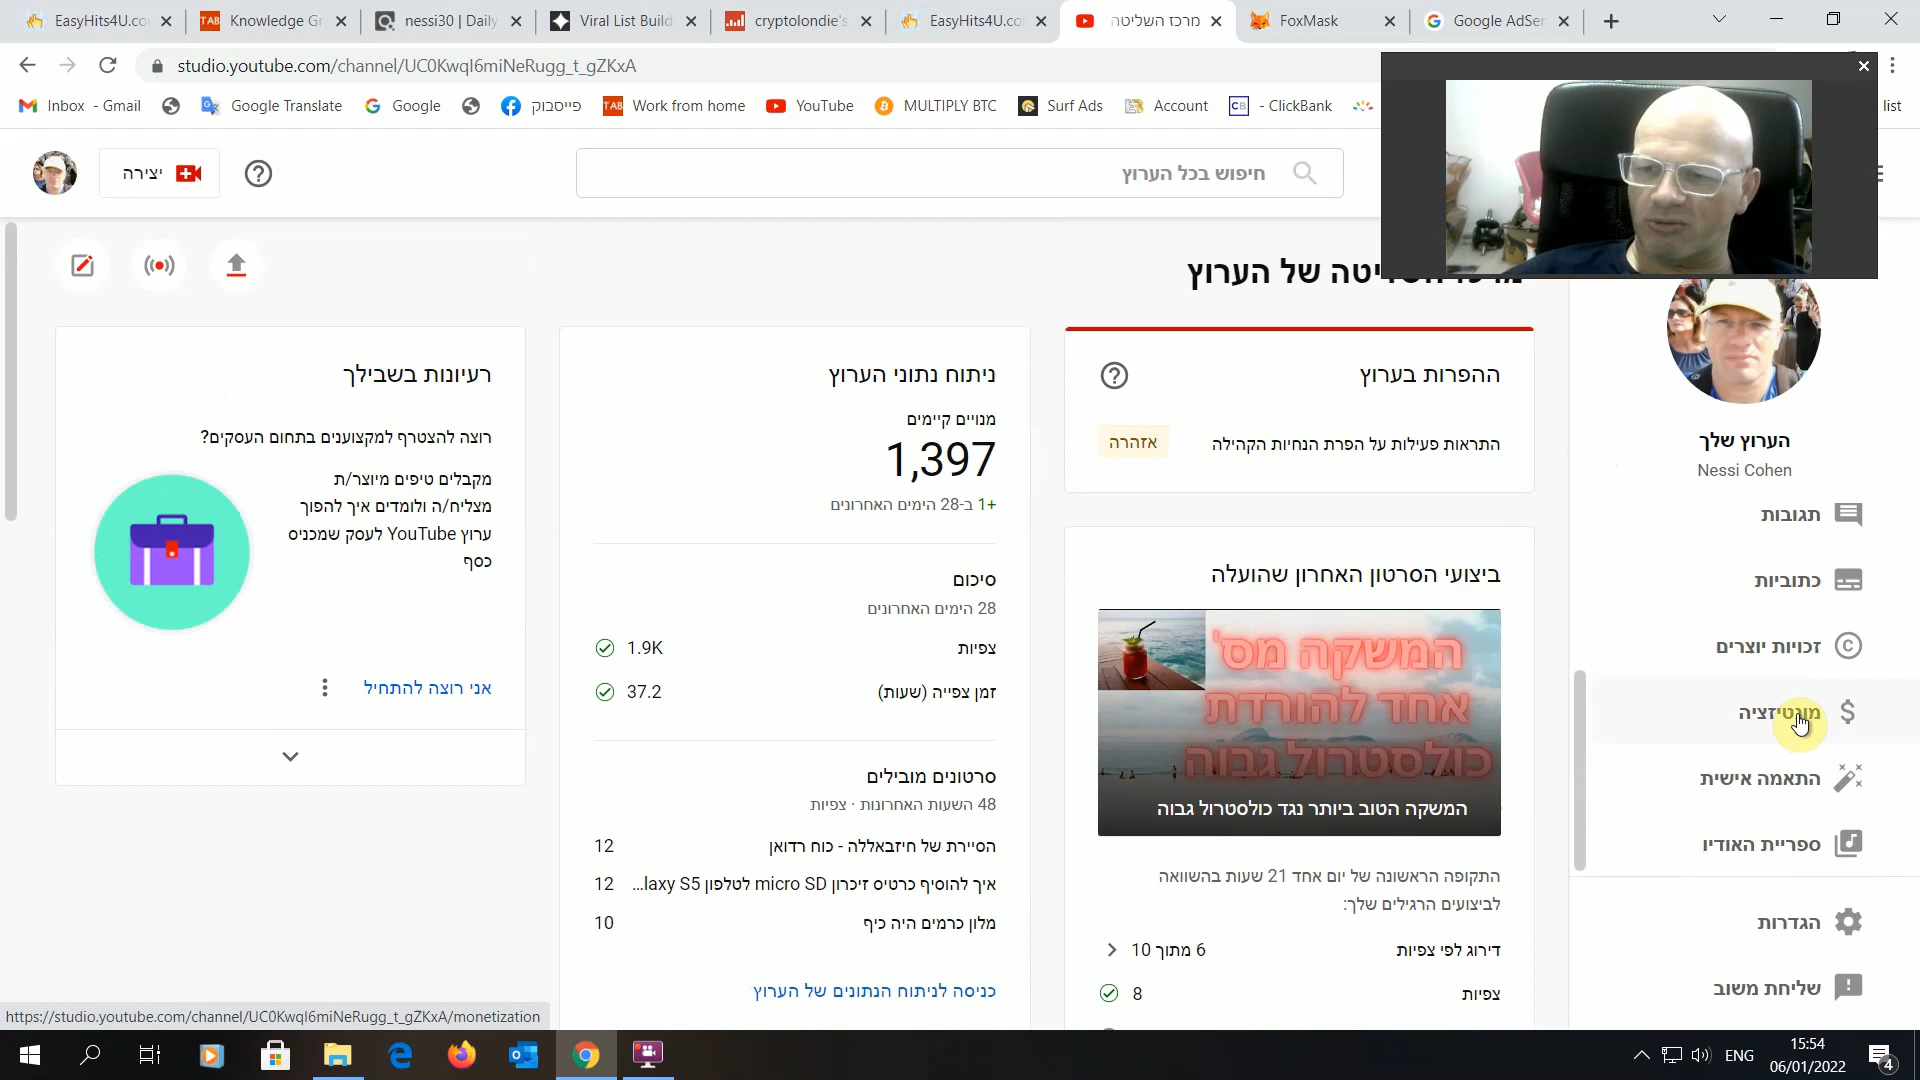 EasyHits4U.co
Knowledge Gr
nessi30 | Daily
Viral List Build
cryptolondie's
EasyHits4U.co
מרכז השליטה
FoxMask
Google AdSen
studio.youtube.com/channel/UC0Kwql6miNeRugg_t_gZKxA
Inbox - Gmail
Google Translate
Google
פייסבוק
TAB Work from home
YouTube
MULTIPLY BTC
Surf Ads
Account
CB - ClickBank
list
יצירה
חיפוש בכל הערוץ
של הערוץ
ההפרות בערוץ
התראות פעילות על הפרת הנחיות הקהילה
אזהרה
ביצועי הסרטון האחרון שהועלה
המשקה מס'
אחד להורדת
כולסטרול גבוה
המשקה הטוב ביותר נגד כולסטרול גבוה
התקופה הראשונה של יום אחד 21 שעות בהשוואה
לביצועים הרגילים שלך:
דירוג לפי צפיות
6 מתוך 10
צפיות
8
ניתוח נתוני הערוץ
מנויים קיימים
1,397
+1 ב-28 הימים האחרונים
סיכום
28 הימים האחרונים
צפיות
1.9K
זמן צפייה (שעות)
37.2
סרטונים מובילים
48 השעות האחרונות · צפיות
הסיירת של חיזבאללה - כוח רדואן
12
איך להוסיף כרטיס זיכרון micro SD לטלפון laxy S5...
12
מלון כרמים היה כיף
10
כניסה לניתוח הנתונים של הערוץ
רעיונות בשבילך
רוצה להצטרף למקצוענים בתחום העסקים?
מקבלים טיפים מיוצר/ת
מצליח/ה ולומדים איך להפוך
ערוץ YouTube לעסק שמכניס
כסף
אני רוצה להתחיל
הערוץ שלך
Nessi Cohen
תגובות
כתוביות
זכויות יוצרים
מונטיזציה
התאמה אישית
ספריית האודיו
הגדרות
שליחת משוב
https://studio.youtube.com/channel/UC0Kwql6miNeRugg_t_gZKxA/monetization
ENG
15:54
06/01/2022
4